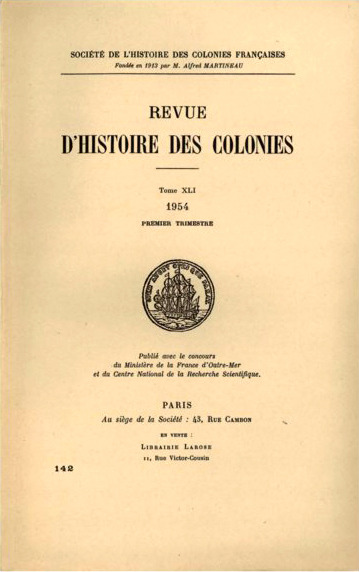 SOCIÉTÉ DE L'HISTOIRE DES COLONIES FRANÇAISES
Fondée en 1913 par M. Alfred MARTINEAU
REVUE
D'HISTOIRE DES COLONIES
Tome XLI
1954
PREMIER TRIMESTRE
Publié avec le concours
du Ministère de la France d'Outre-Mer
et du Centre National de la Recherche Scientifique.
PARIS
Au siège de la Société : 43, RUE CAMBON
EN VENTE :
LIBRAIRIE LAROSE
11, Rue Victor-Cousin
142